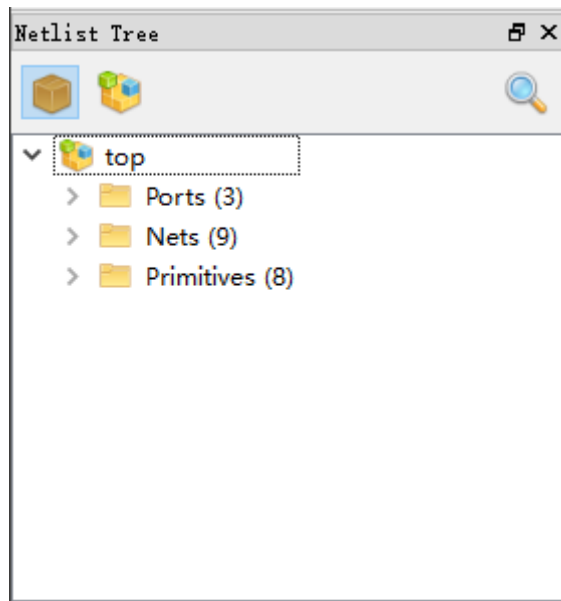 Netlist Tree
top
Ports (3)
Nets (9)
Primitives (8)